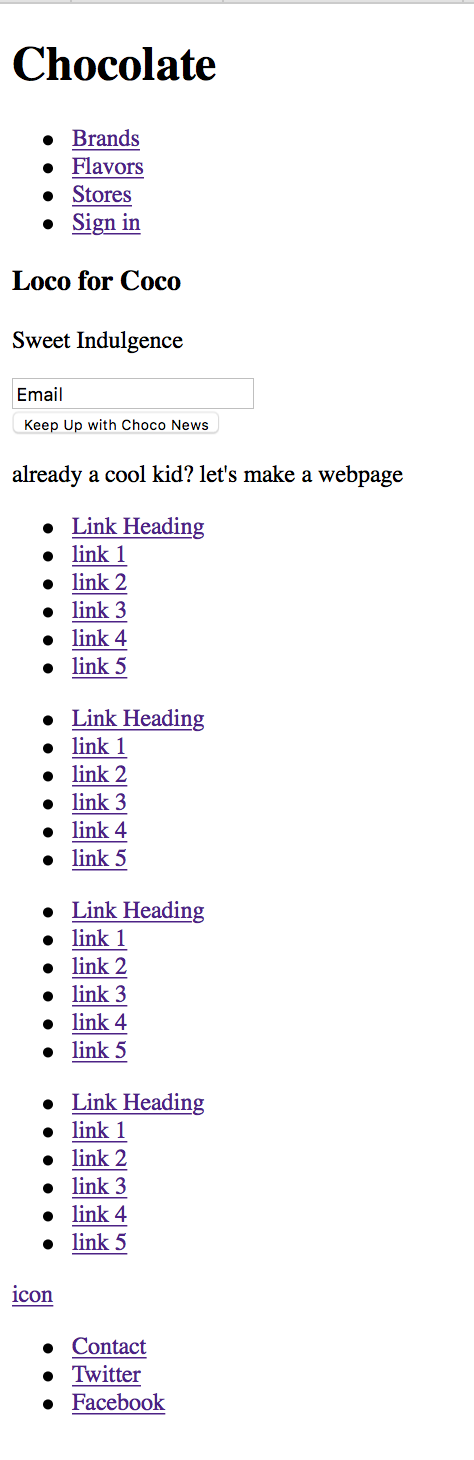 Chocolate
Brands
Flavors
Stores
Sign in
Loco for Coco
Sweet Indulgence
Email
Keep Up with Choco News
already a cool kid? let's make a webpage
Link Heading
link 1
link 2
link 3
link 4
link 5
Link Heading
link 1
link 2
link 3
link 4
link 5
Link Heading
link 1
link 2
link 3
link 4
link 5
Link Heading
link 1
link 2
link 3
link 4
link 5
icon
Contact
Twitter
Facebook